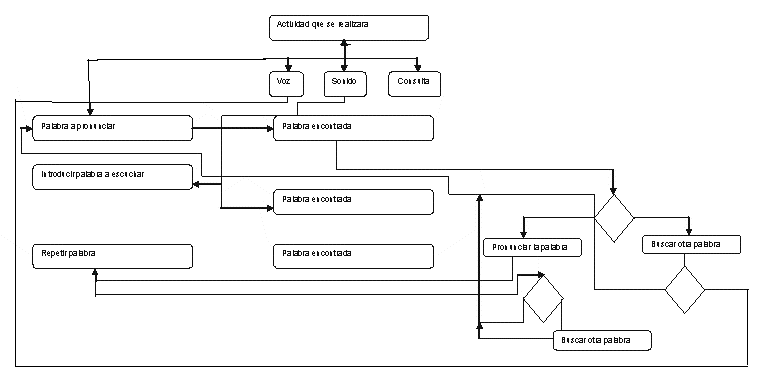 Actividad que se realizara
Voz
Sonido
Consulta
Palabra a pronunciar
Palabra encontrada
Introducir palabra a escuchar
Palabra encontrada
Pronunciar la palabra
Buscar otra palabra
Repetir palabra
Palabra encontrada
Buscar otra palabra